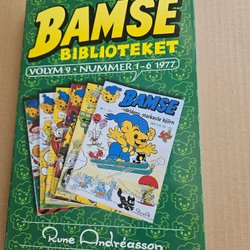 BAMSE
BIBLIOTEKET
VOLYM 9 • NUMMER 1-6 1977
BAMSE
världens starkaste björn
Rune Andréasson